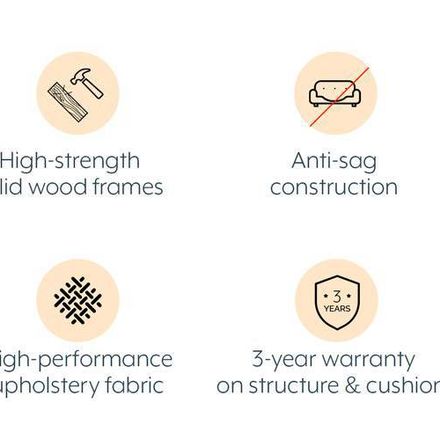 High-strength
lid wood frames
Anti-sag
construction
igh-performance
upholstery fabric
3
YEARS
3-year warranty
on structure & cushion